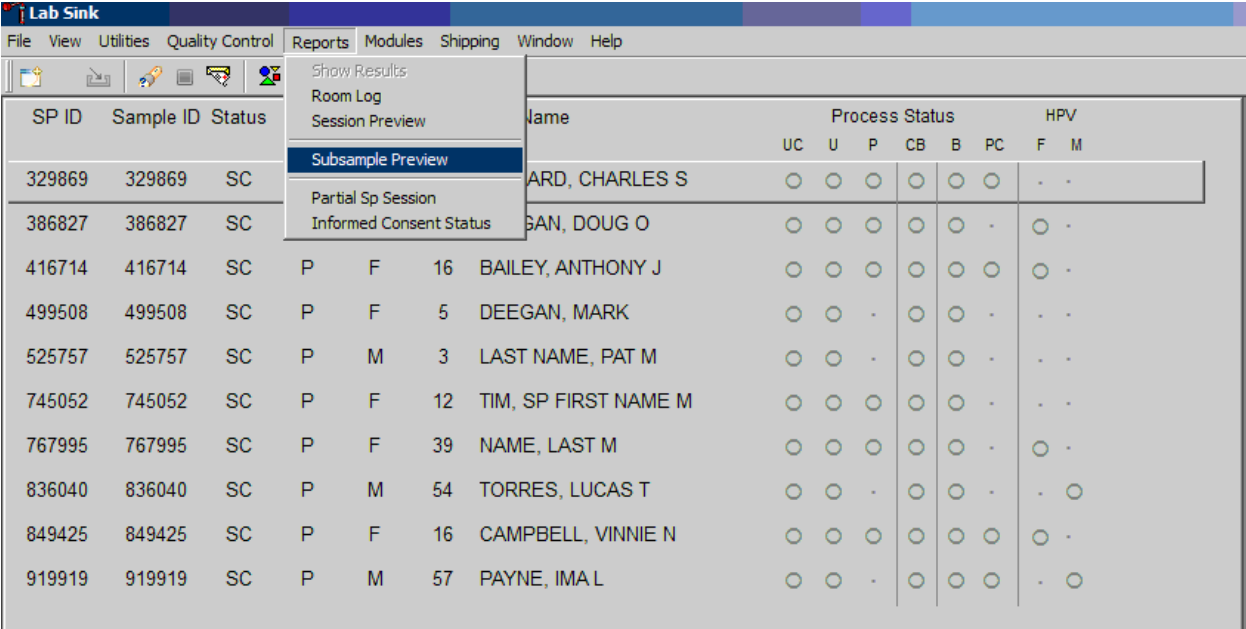 Lab Sink
File View Utilities Quality Control Reports Modules Shipping Window Help
Show Results
Room Log
Session Preview
Subsample Preview
Partial Sp Session
Informed Consent Status
SP ID Sample ID Status Name Process Status HPV
UC U P CB B PC F M
329869 329869 SC ARD, CHARLES S
386827 386827 SC GAN, DOUG O
416714 416714 SC P F 16 BAILEY, ANTHONY J
499508 499508 SC P F 5 DEEGAN, MARK
525757 525757 SC P M 3 LAST NAME, PAT M
745052 745052 SC P F 12 TIM, SP FIRST NAME M
767995 767995 SC P F 39 NAME, LAST M
836040 836040 SC P M 54 TORRES, LUCAS T
849425 849425 SC P F 16 CAMPBELL, VINNIE N
919919 919919 SC P M 57 PAYNE, IMA L